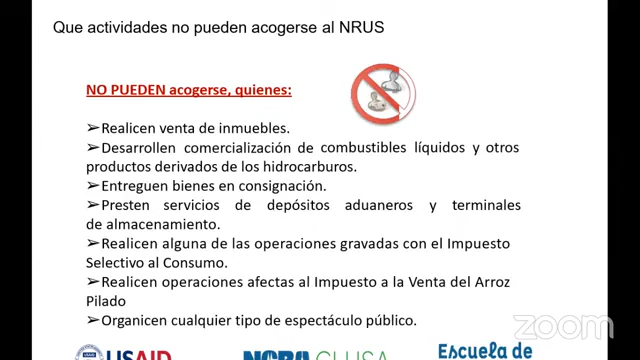 Que actividades no pueden acogerse al NRUS
NO PUEDEN acogerse, quienes:
➢Realicen venta de inmuebles.
➢Desarrollen comercialización de combustibles líquidos y otros
productos derivados de los hidrocarburos.
➢Entreguen bienes en consignación.
➢Presten servicios de depósitos aduaneros y terminales
de almacenamiento.
➢Realicen alguna de las operaciones gravadas con el Impuesto
Selectivo al Consumo.
➢Realicen operaciones afectas al Impuesto a la Venta del Arroz
Pilado
➢Organicen cualquier tipo de espectáculo público.
zoom
USAID
NCBA CLUSA
Escuela de